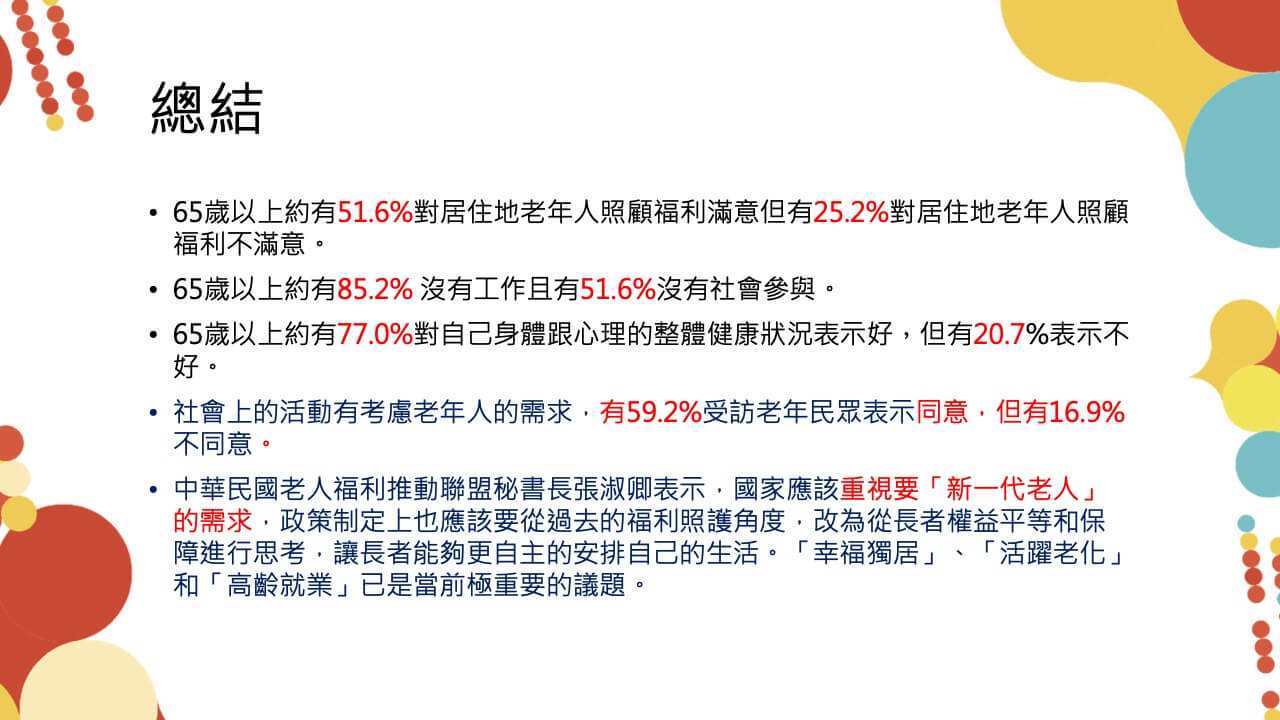 總結
• 65歲以上約有51.6%對居住地老年人照顧福利滿意但有25.2%對居住地老年人照顧
福利不滿意。
• 65歲以上約有85.2% 沒有工作且有51.6%沒有社會參與。
• 65歲以上約有77.0%對自己身體跟心理的整體健康狀況表示好，但有20.7%表示不
好。
• 社會上的活動有考慮老年人的需求，有59.2%受訪老年民眾表示同意，但有16.9%
不同意。
• 中華民國老人福利推動聯盟秘書長張淑卿表示，國家應該重視要「新一代老人」
的需求，政策制定上也應該要從過去的福利照護角度，改為從長者權益平等和保
障進行思考，讓長者能夠更自主的安排自己的生活。「幸福獨居」、「活躍老化」
和「高齡就業」已是當前極重要的議題。